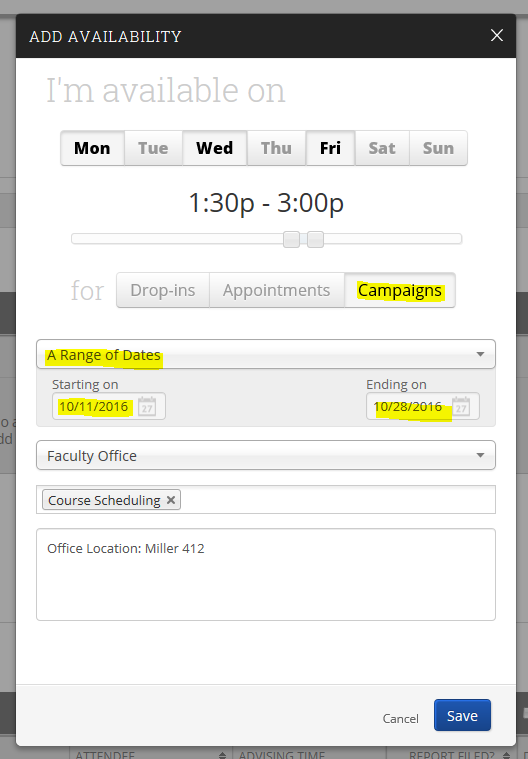 ADD AVAILABILITY
I'm available on
Mon Tue Wed Thu Fri Sat Sun
1:30p - 3:00p
for Drop-ins Appointments Campaigns
A Range of Dates
Starting on Ending on
10/11/2016 27 10/28/2016 27
Faculty Office
Course Scheduling ×
Office Location: Miller 412
Cancel Save
ATTENDEE ADVISING TIME REPORT FILED?